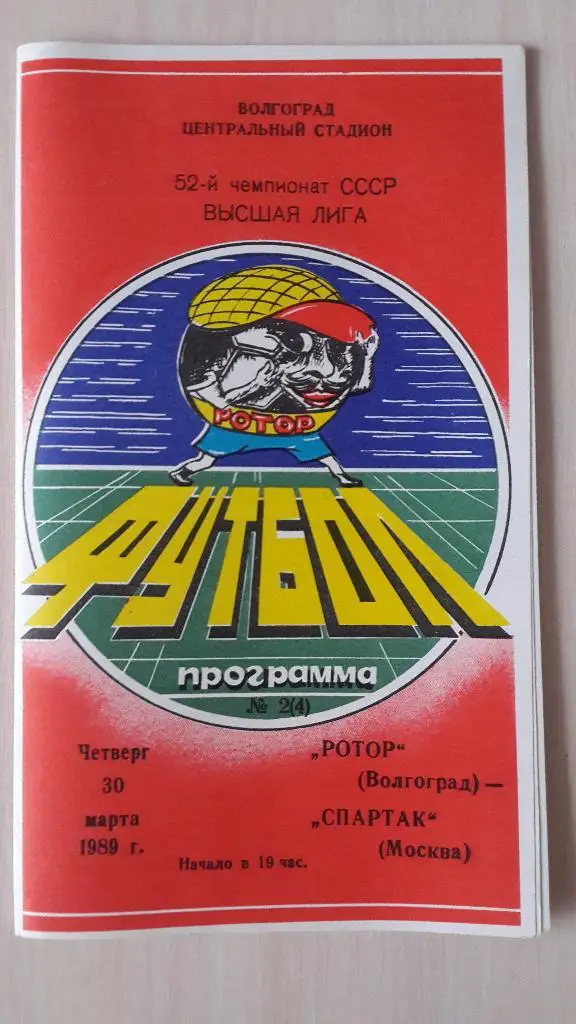 ВОЛГОГРАД
ЦЕНТРАЛЬНЫЙ СТАДИОН
52-й чемпионат СССР
ВЫСШАЯ ЛИГА
РОТОР
ФУТБОЛ
программа
№ 2(4)
Четверг
30
марта
1989 г.
„РОТОР“
(Волгоград) —
„СПАРТАК“
(Москва)
Начало в 19 час.